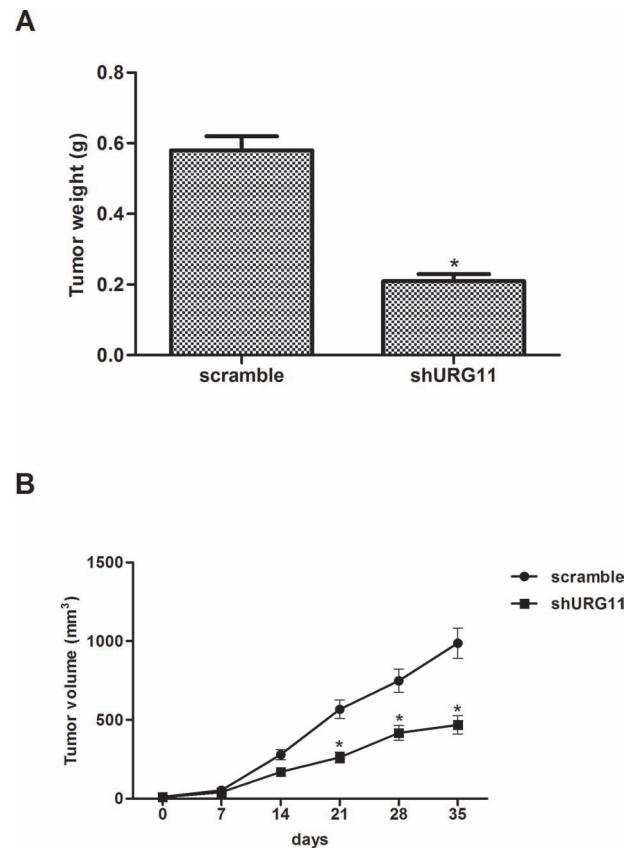 A
Tumor weight (g)
0.8
0.6
0.4
0.2
0.0
*
scramble
shURG11
B
Tumor volume (mm³)
1500
1000
500
0
* * *
0 7 14 21 28 35
days
scramble
shURG11